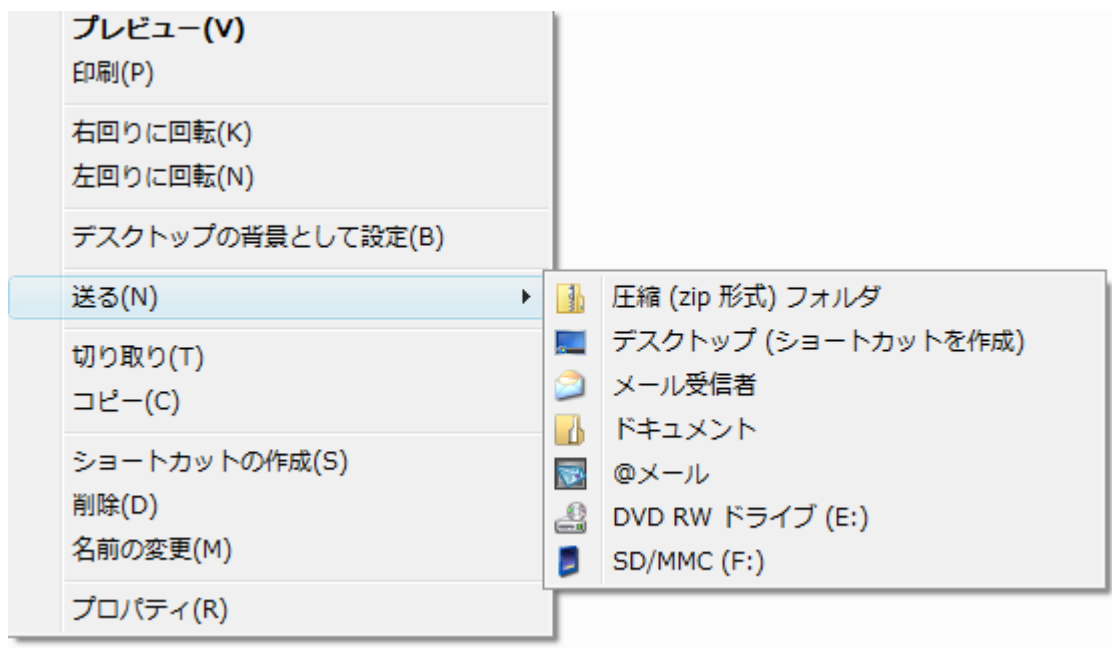 プレビュー(V)
印刷(P)
右回りに回転(K)
左回りに回転(N)
デスクトップの背景として設定(B)
送る(N)
切り取り(T)
コピー(C)
ショートカットの作成(S)
削除(D)
名前の変更(M)
プロパティ(R)
圧縮 (zip 形式) フォルダ
デスクトップ (ショートカットを作成)
メール受信者
ドキュメント
@メール
DVD RW ドライブ (E:)
SD/MMC (F:)